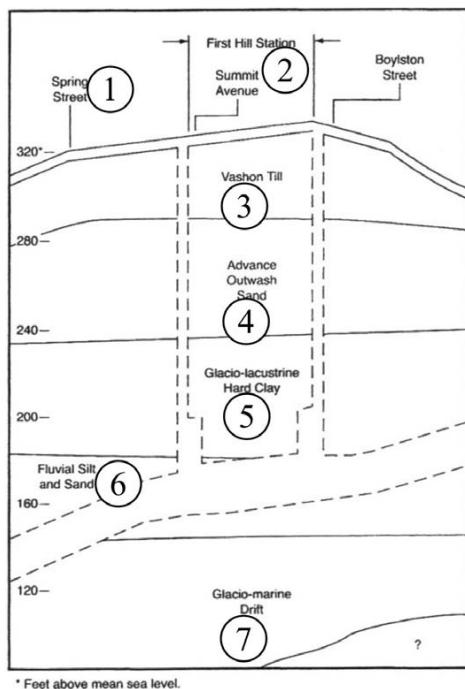 First Hill Station
Spring
Street
1
Summit
Avenue
2
Boylston
Street
320*
Vashon Till
3
280
Advance
Outwash
Sand
4
240
Glacio-lacustrine
Hard Clay
5
200
Fluvial Silt
and Sand
6
160
120
Glacio-marine
Drift
7
?
* Feet above mean sea level.